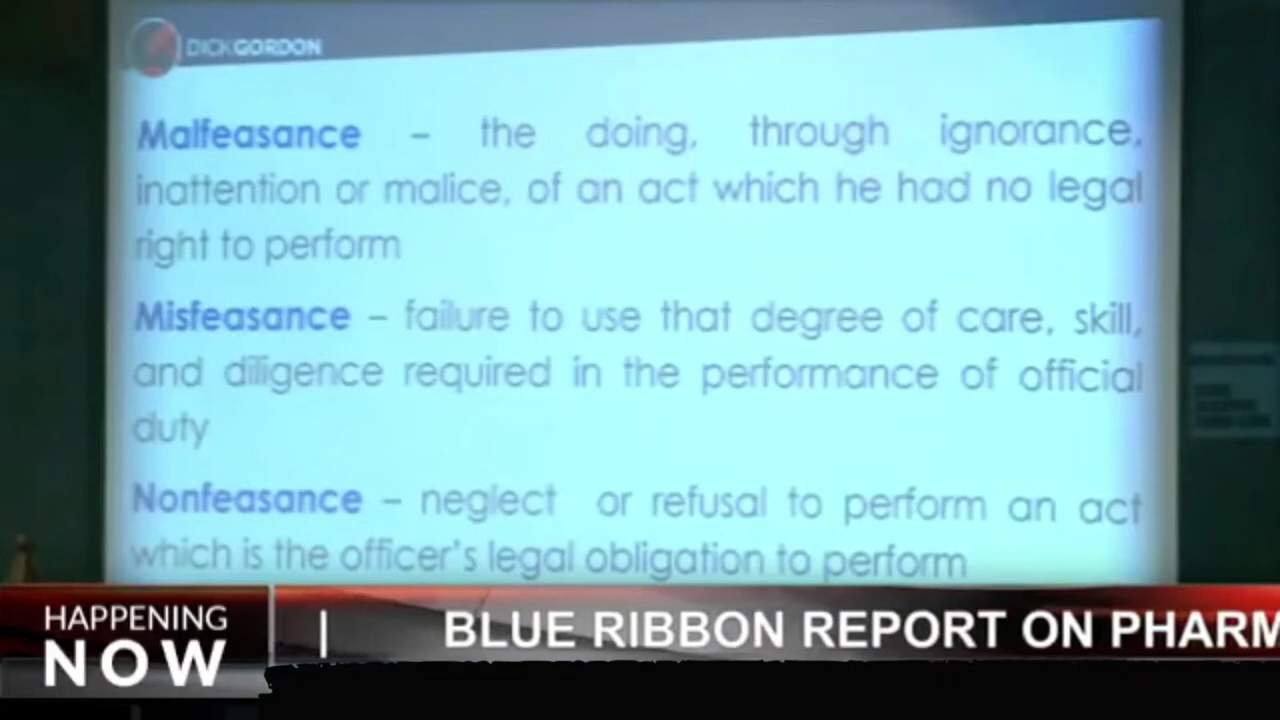 DICKGORDON
Malfeasance – the doing, through ignorance,
inattention or malice, of an act which he had no legal
right to perform
Misfeasance – failure to use that degree of care, skill,
and diligence required in the performance of official
duty
Nonfeasance – neglect or refusal to perform an act
which is the officer's legal obligation to perform
HAPPENING
NOW
| BLUE RIBBON REPORT ON PHARM